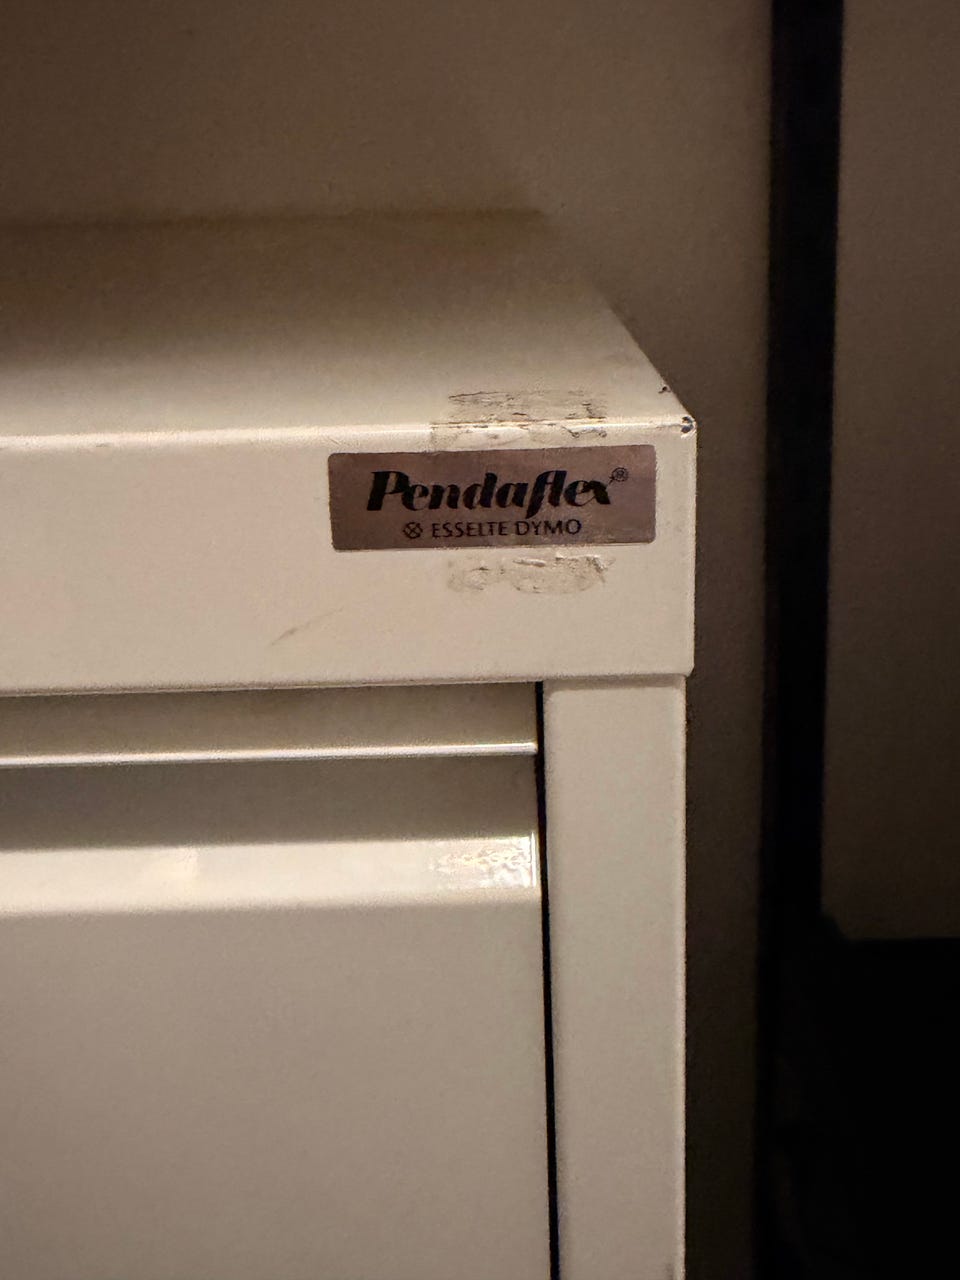 Pendaflex®
⊗ ESSELTE DYMO